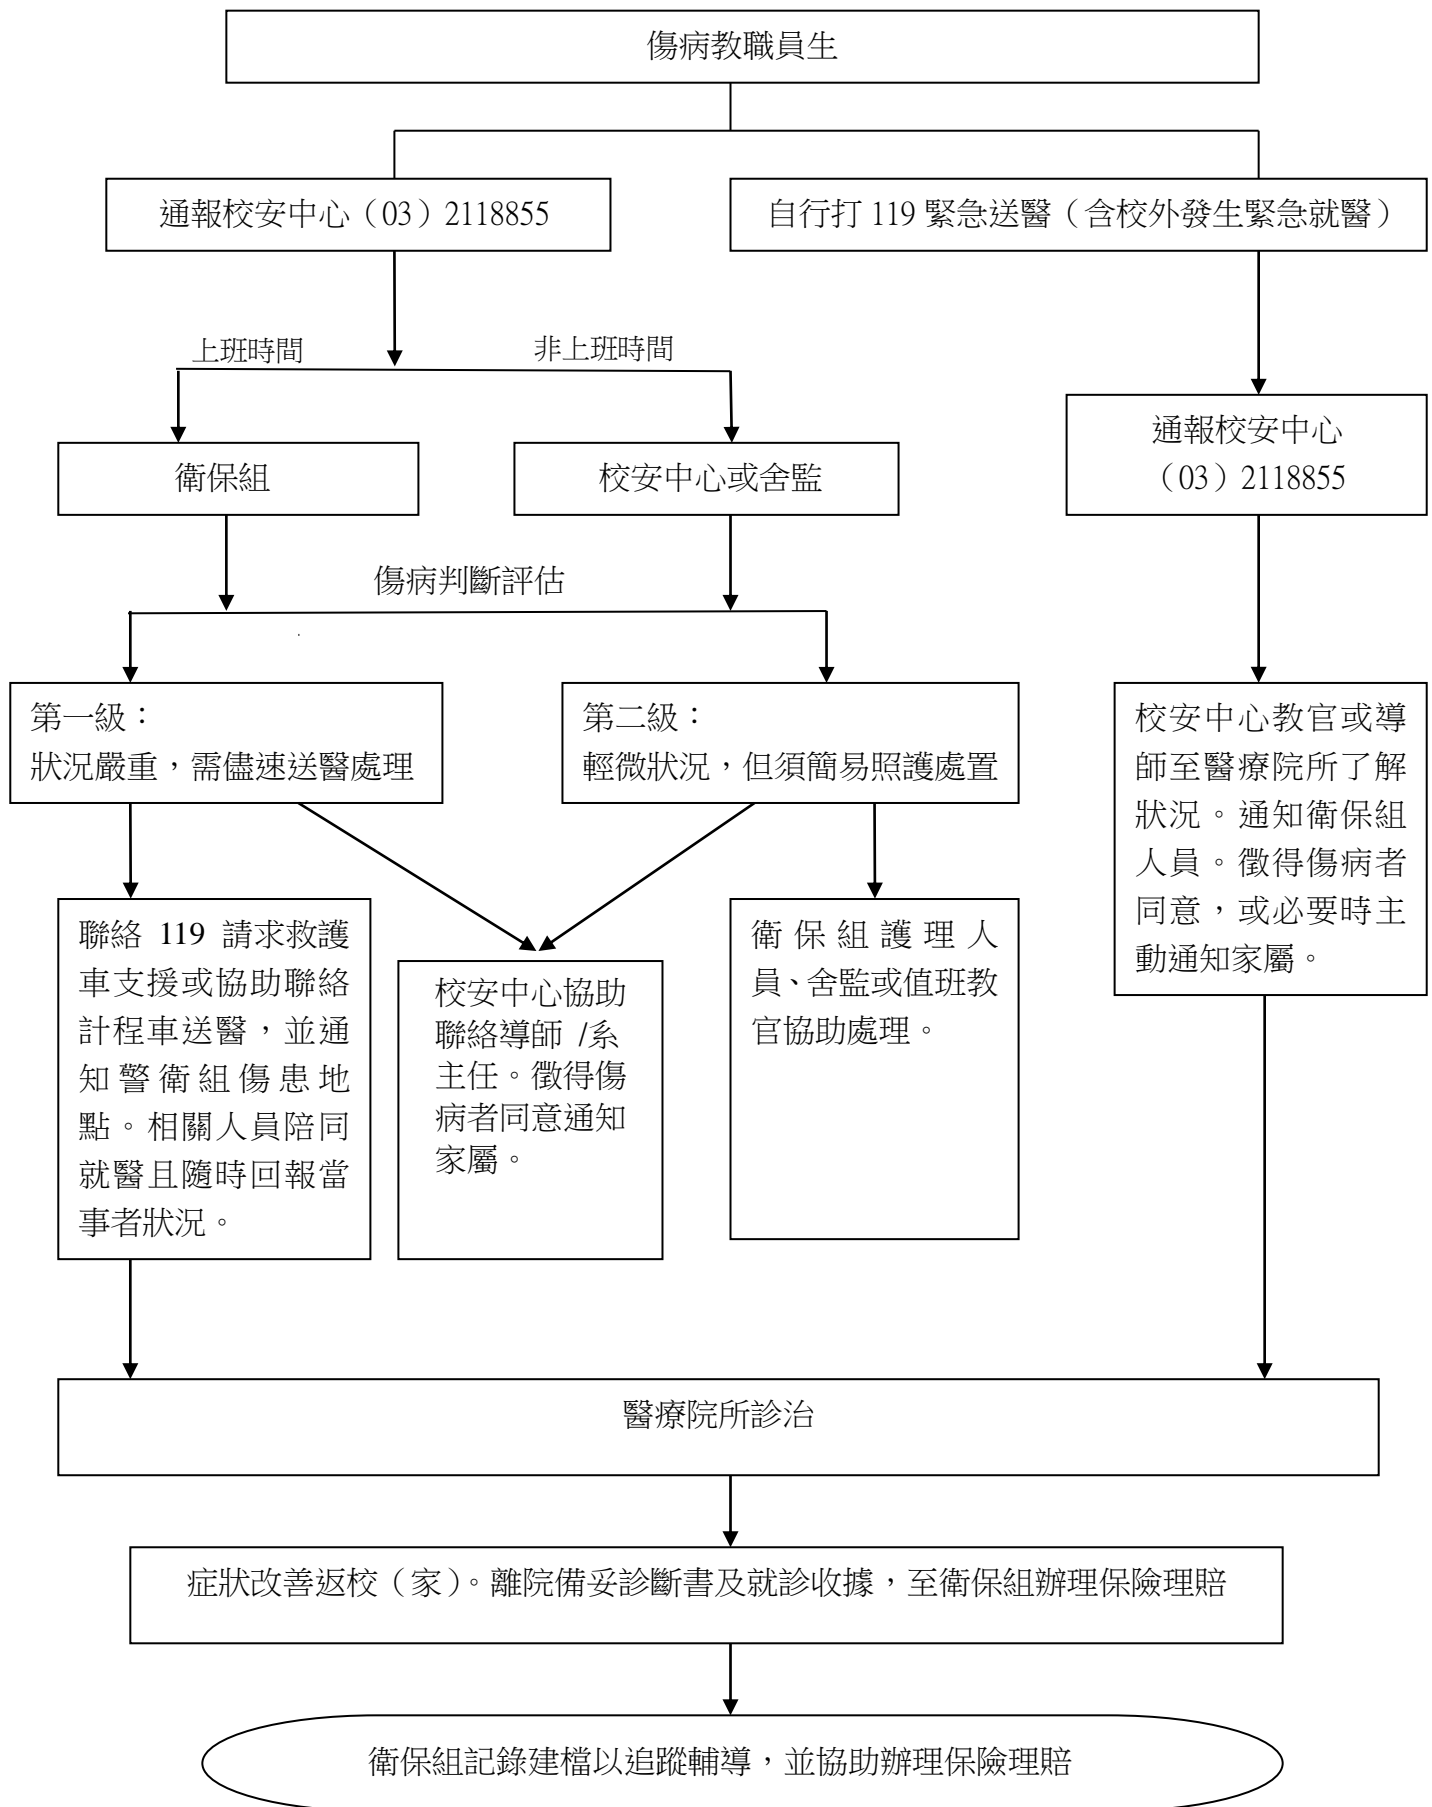 傷病教職員生
通報校安中心（03）2118855
自行打 119 緊急送醫（含校外發生緊急就醫）
上班時間
非上班時間
通報校安中心
（03）2118855
衛保組
校安中心或舍監
傷病判斷評估
第一級：
狀況嚴重，需儘速送醫處理
第二級：
輕微狀況，但須簡易照護處置
校安中心教官或導
師至醫療院所了解
狀況。通知衛保組
人員。徵得傷病者
同意，或必要時主
動通知家屬。
聯絡 119 請求救護
車支援或協助聯絡
計程車送醫，並通
知警衛組傷患地
點。相關人員陪同
就醫且隨時回報當
事者狀況。
校安中心協助
聯絡導師 /系
主任。徵得傷
病者同意通知
家屬。
衛保組護理人
員、舍監或值班教
官協助處理。
醫療院所診治
症狀改善返校（家）。離院備妥診斷書及就診收據，至衛保組辦理保險理賠
衛保組記錄建檔以追蹤輔導，並協助辦理保險理賠